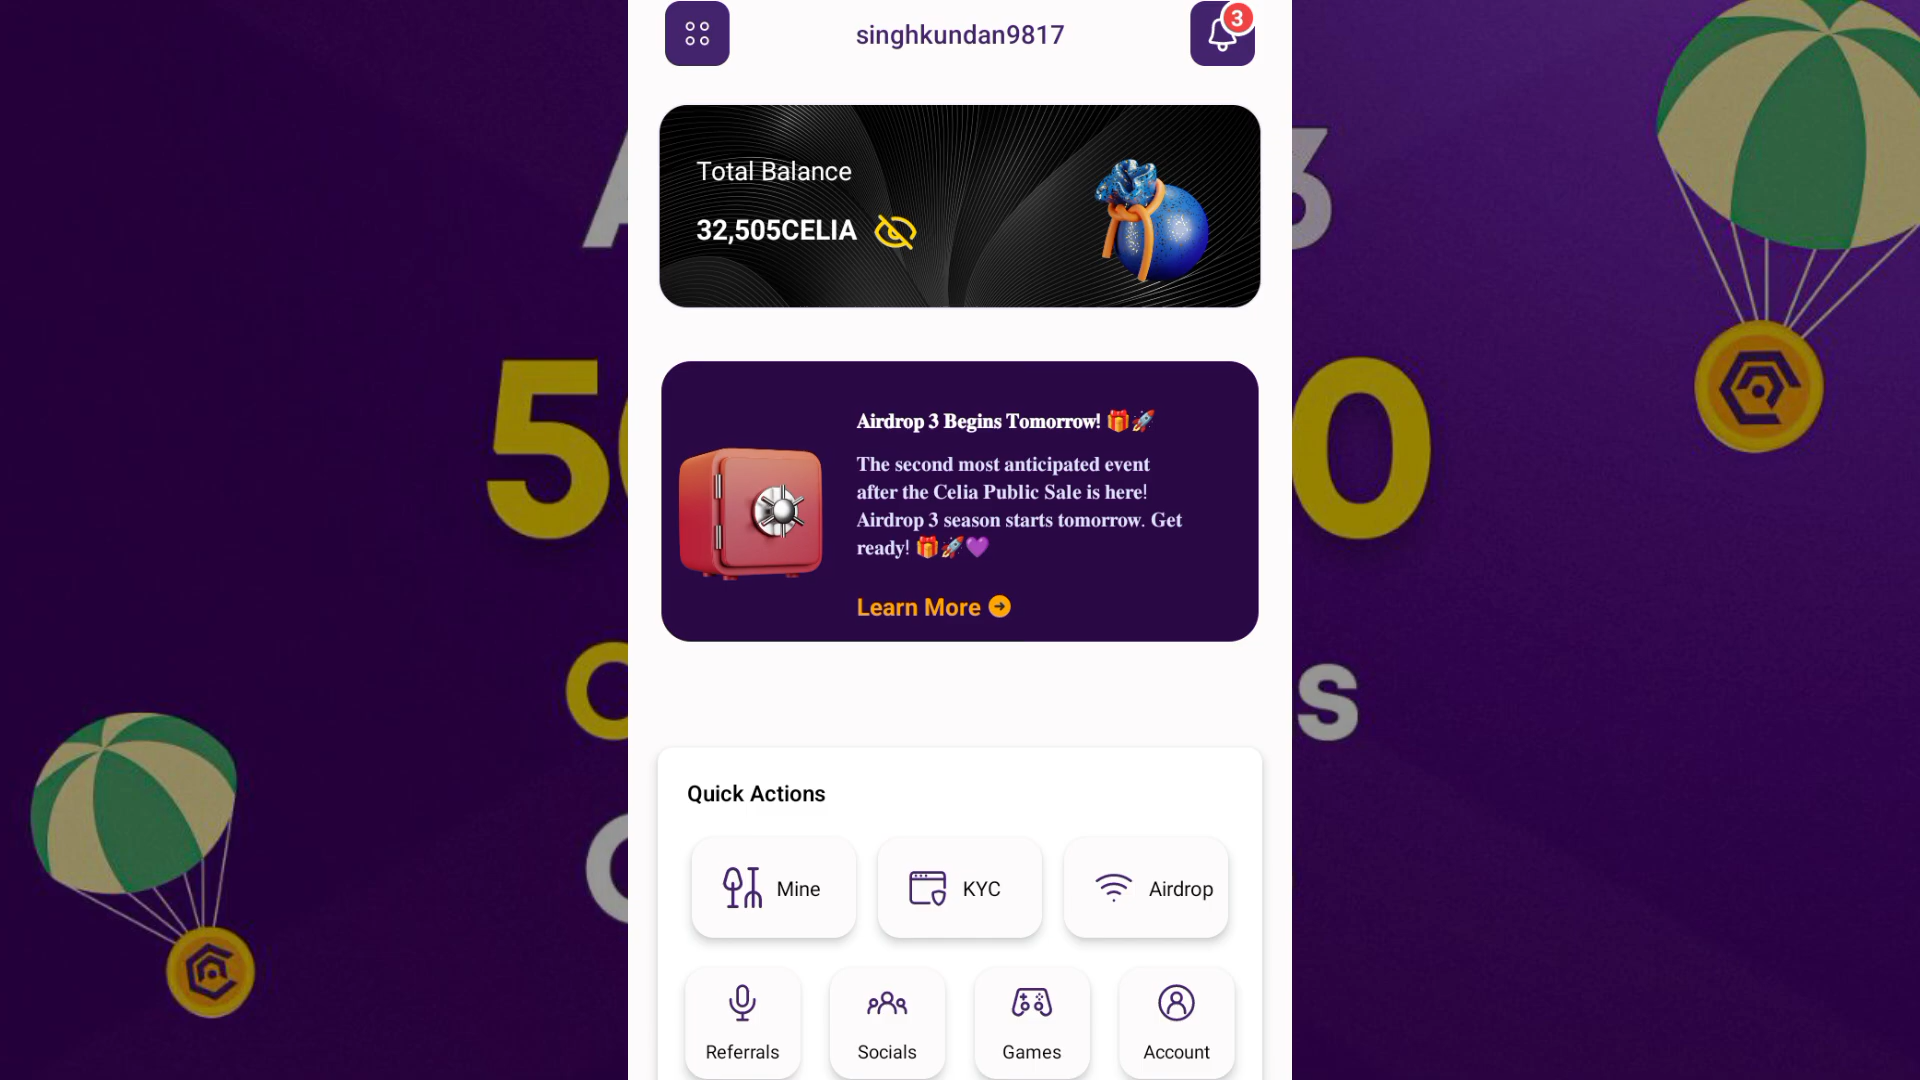 singhkundan9817
3
Total Balance
32,505CELIA
Airdrop 3 Begins Tomorrow! 🎁🚀
The second most anticipated event
after the Celia Public Sale is here!
Airdrop 3 season starts tomorrow. Get
ready! 🎁🚀💜
Learn More
Quick Actions
Mine
KYC
Airdrop
Referrals
Socials
Games
Account